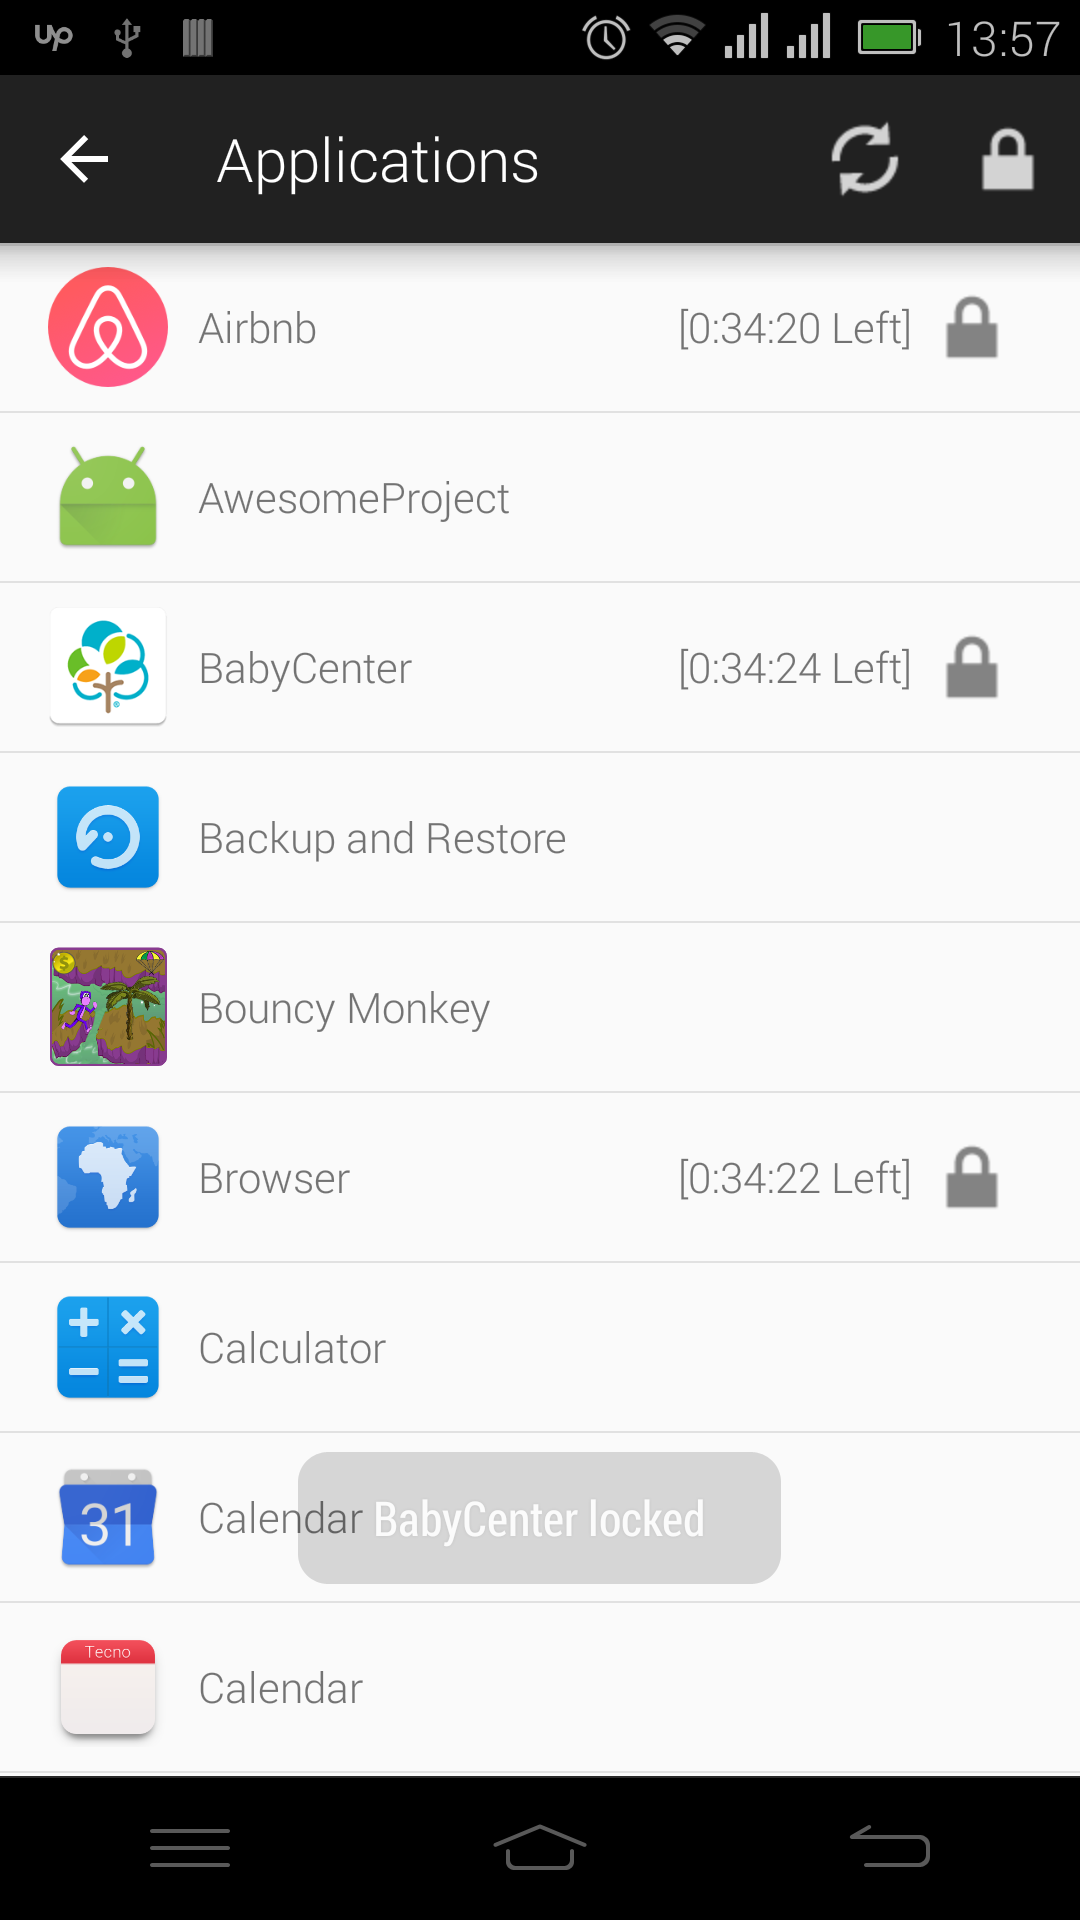 up 13:57
Applications
Airbnb [0:34:20 Left]
AwesomeProject
BabyCenter [0:34:24 Left]
Backup and Restore
$
Bouncy Monkey
Browser [0:34:22 Left]
Calculator
31 Calendar BabyCenter locked
Tecno
Calendar